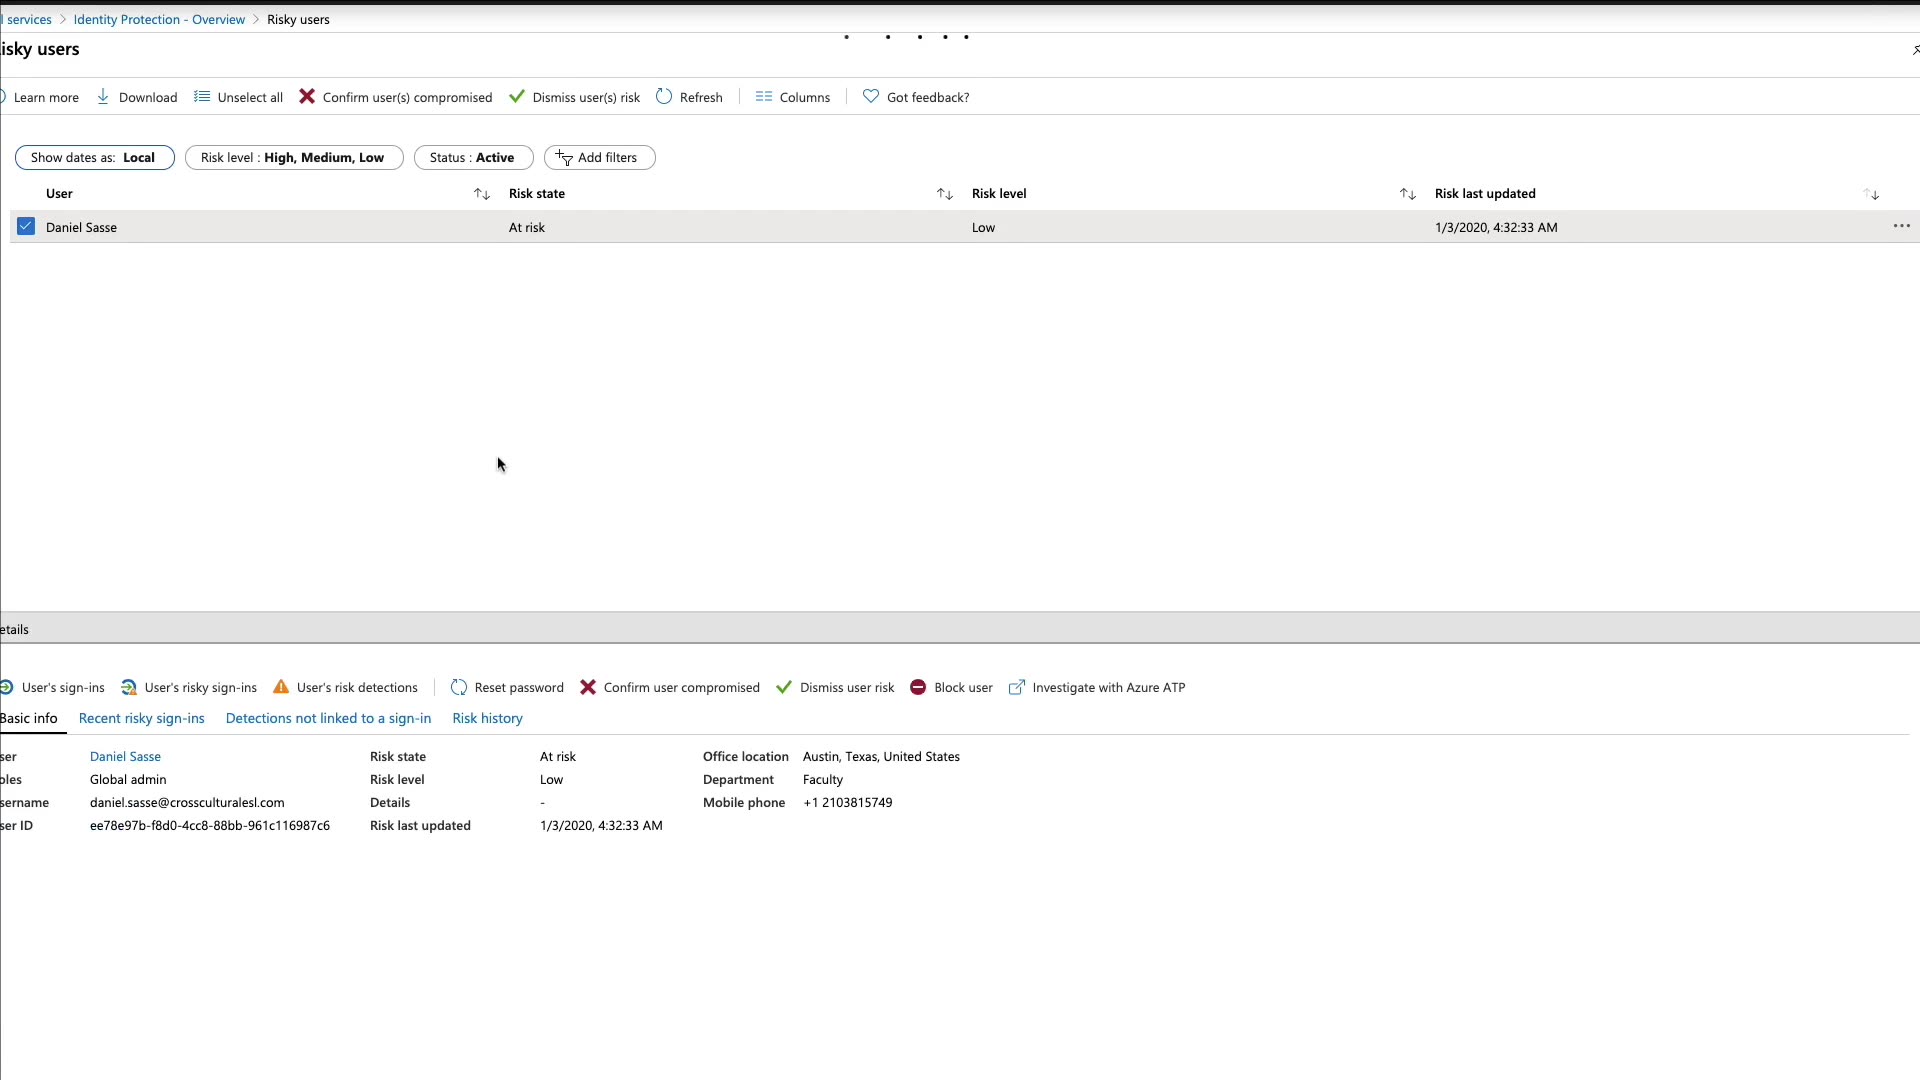 l services > Identity Protection - Overview > Risky users
isky users
Learn more Download Unselect all Confirm user(s) compromised Dismiss user(s) risk Refresh Columns Got feedback?
Show dates as: Local Risk level : High, Medium, Low Status : Active Add filters
User Risk state Risk level Risk last updated
Daniel Sasse At risk Low 1/3/2020, 4:32:33 AM ...
etails
User's sign-ins User's risky sign-ins User's risk detections Reset password Confirm user compromised Dismiss user risk Block user Investigate with Azure ATP
Basic info Recent risky sign-ins Detections not linked to a sign-in Risk history
ser Daniel Sasse Risk state At risk Office location Austin, Texas, United States
oles Global admin Risk level Low Department Faculty
sername daniel.sasse@crossculturalesl.com Details - Mobile phone +1 2103815749
ser ID ee78e97b-f8d0-4cc8-88bb-961c116987c6 Risk last updated 1/3/2020, 4:32:33 AM